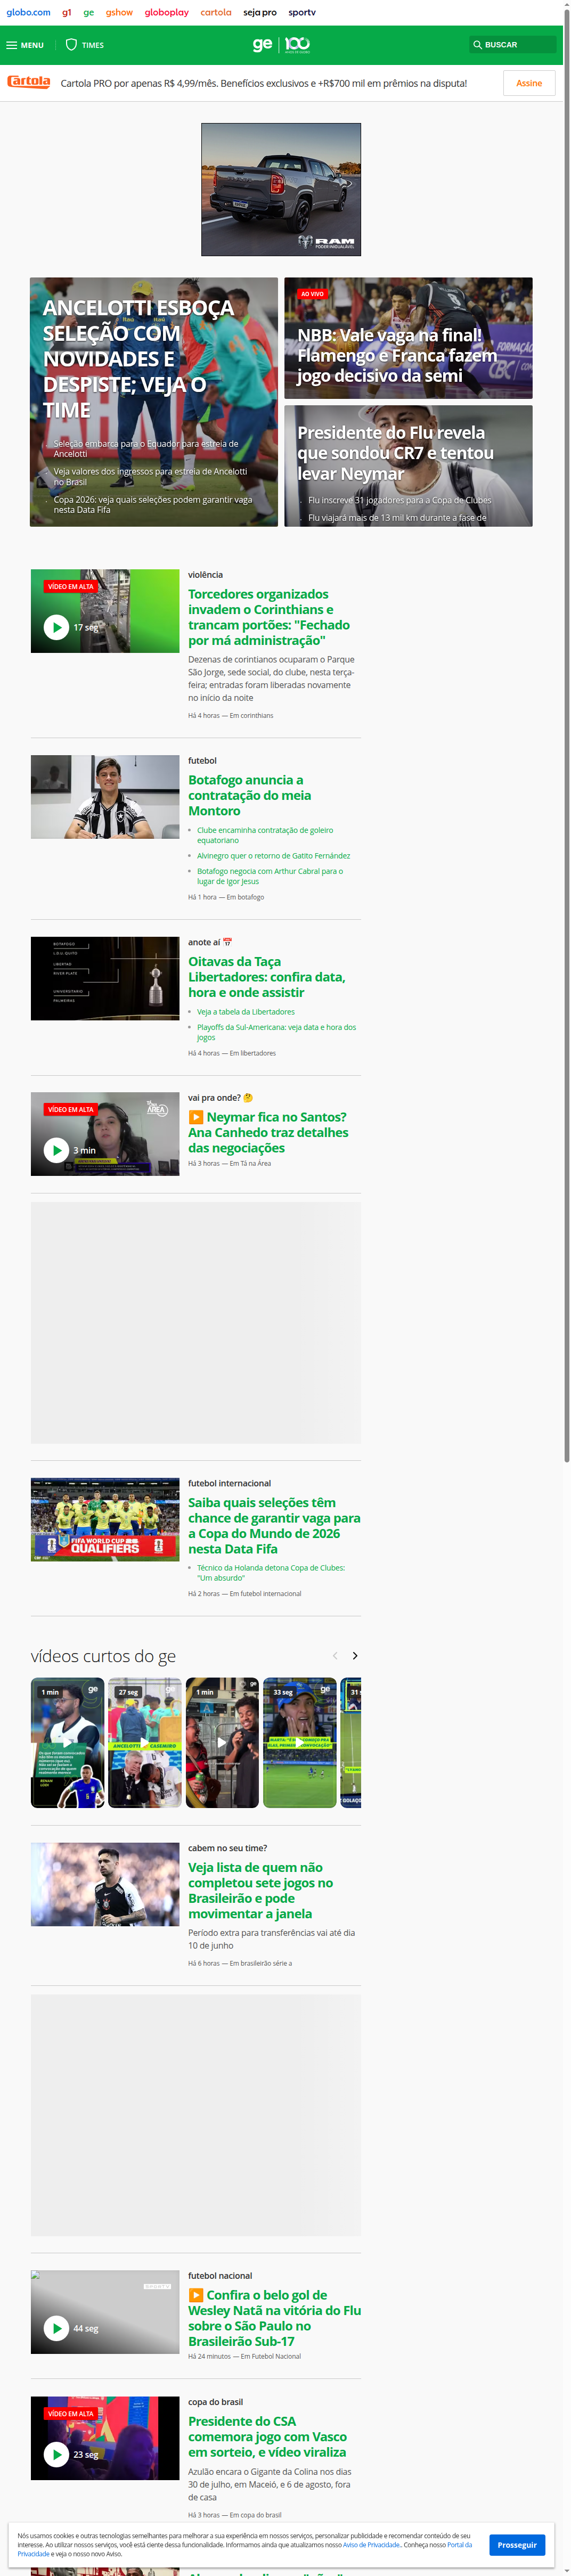 globo.com g1 ge gshow globoplay cartola seja pro sportv
MENU TIMES ge 100 BUSCAR
Cartola Cartola PRO por apenas R$ 4,99/mês. Benefícios exclusivos e +R$700 mil em prêmios na disputa! Assine
RAM
PODER INIGUALÁVEL
ANCELOTTI ESBOÇA
SELEÇÃO COM
NOVIDADES E
DESPISTE; VEJA O
TIME
Seleção embarca para o Equador para estreia de
Ancelotti
Veja valores dos ingressos para estreia de Ancelotti
no Brasil
Copa 2026: veja quais seleções podem garantir vaga
nesta Data Fifa
AO VIVO
NBB: Vale vaga na final!
Flamengo e Franca fazem
jogo decisivo da semi
Presidente do Flu revela
que sondou CR7 e tentou
levar Neymar
Flu inscreve 31 jogadores para a Copa de Clubes
Flu viajará mais de 13 mil km durante a fase de
VÍDEO EM ALTA
17 seg
violência
Torcedores organizados
invadem o Corinthians e
trancam portões: "Fechado
por má administração"
Dezenas de corintianos ocuparam o Parque
São Jorge, sede social, do clube, nesta terça-
feira; entradas foram liberadas novamente
no início da noite
Há 4 horas — Em corinthians
futebol
Botafogo anuncia a
contratação do meia
Montoro
Clube encaminha contratação de goleiro
equatoriano
Alvinegro quer o retorno de Gatito Fernández
Botafogo negocia com Arthur Cabral para o
lugar de Igor Jesus
Há 1 hora — Em botafogo
BOTAFOGO
L.D.U. QUITO
LIBERTAD
RIVER PLATE
UNIVERSITARIO
PALMEIRAS
anote aí 📅
Oitavas da Taça
Libertadores: confira data,
hora e onde assistir
Veja a tabela da Libertadores
Playoffs da Sul-Americana: veja data e hora dos
jogos
Há 4 horas — Em libertadores
VÍDEO EM ALTA
3 min
vai pra onde? 🤔
▶️ Neymar fica no Santos?
Ana Canhedo traz detalhes
das negociações
Há 3 horas — Em Tá na Área
FIFA WORLD CUP
QUALIFIERS
futebol internacional
Saiba quais seleções têm
chance de garantir vaga para
a Copa do Mundo de 2026
nesta Data Fifa
Técnico da Holanda detona Copa de Clubes:
"Um absurdo"
Há 2 horas — Em futebol internacional
vídeos curtos do ge
1 min ge
27 seg
1 min ge
33 seg ge
31 s
ANCELOTTI CASEMIRO
RENAN
LODI
cabem no seu time?
Veja lista de quem não
completou sete jogos no
Brasileirão e pode
movimentar a janela
Período extra para transferências vai até dia
10 de junho
Há 6 horas — Em brasileirão série a
44 seg
futebol nacional
▶️ Confira o belo gol de
Wesley Natã na vitória do Flu
sobre o São Paulo no
Brasileirão Sub-17
Há 24 minutos — Em Futebol Nacional
VÍDEO EM ALTA
23 seg
copa do brasil
Presidente do CSA
comemora jogo com Vasco
em sorteio, e vídeo viraliza
Azulão encara o Gigante da Colina nos dias
30 de julho, em Maceió, e 6 de agosto, fora
de casa
Há 3 horas — Em copa do brasil
Nós usamos cookies e outras tecnologias semelhantes para melhorar a sua experiência em nossos serviços, personalizar publicidade e recomendar conteúdo de seu
interesse. Ao utilizar nossos serviços, você está ciente dessa funcionalidade. Informamos ainda que atualizamos nosso Aviso de Privacidade.. Conheça nosso Portal da
Privacidade e veja o nosso novo Aviso.
Prosseguir